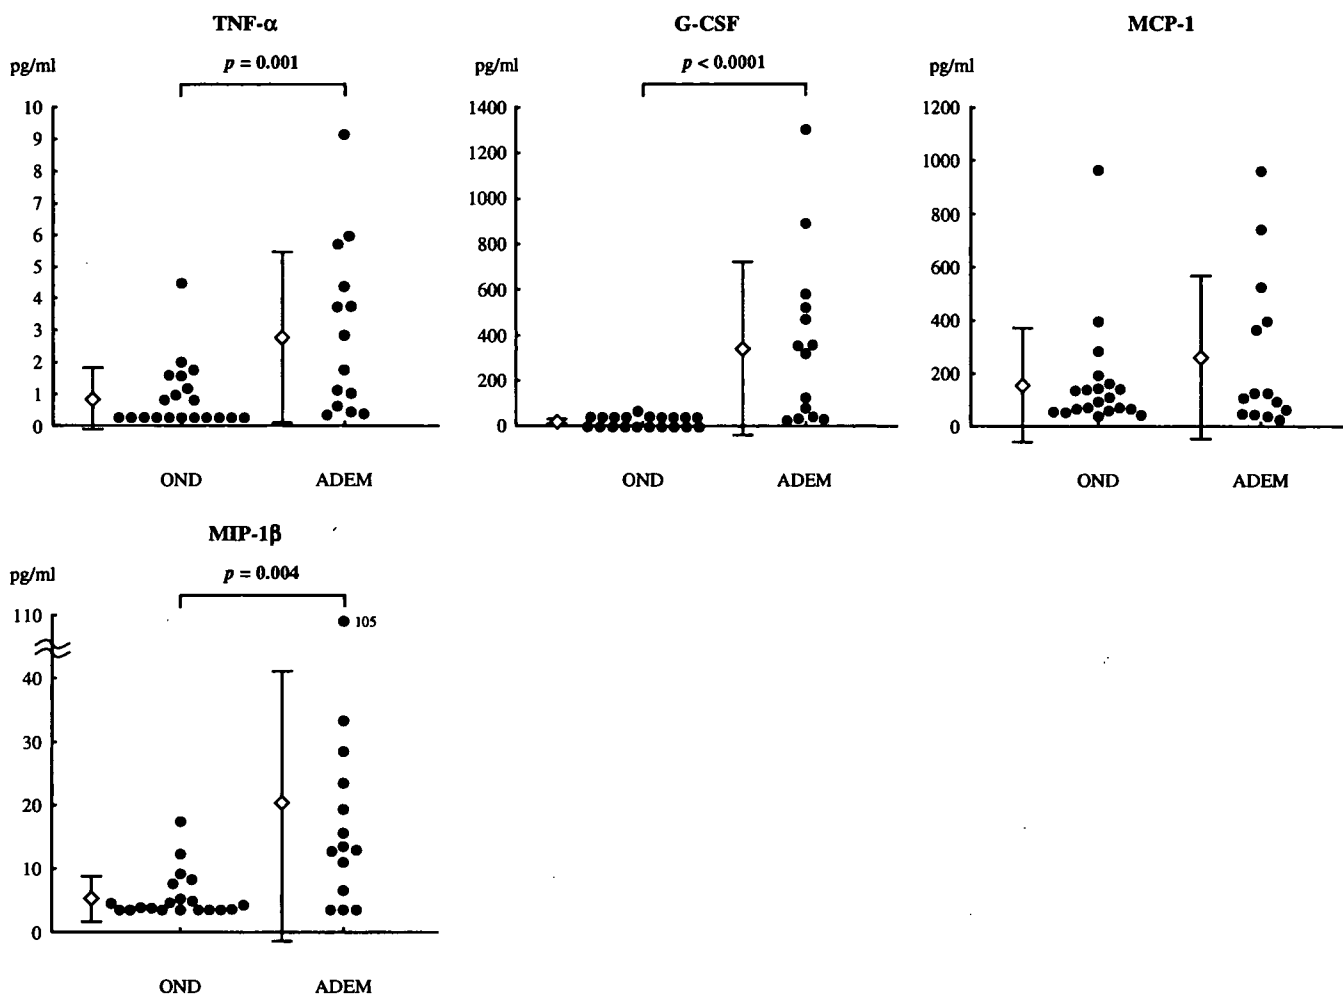 TNF-α
pg/ml
p = 0.001
10
9
8
7
6
5
4
3
2
1
0
OND
ADEM
G-CSF
pg/ml
p < 0.0001
1400
1200
1000
800
600
400
200
0
OND
ADEM
MCP-1
pg/ml
1200
1000
800
600
400
200
0
OND
ADEM
MIP-1β
pg/ml
p = 0.004
110
105
40
30
20
10
0
OND
ADEM